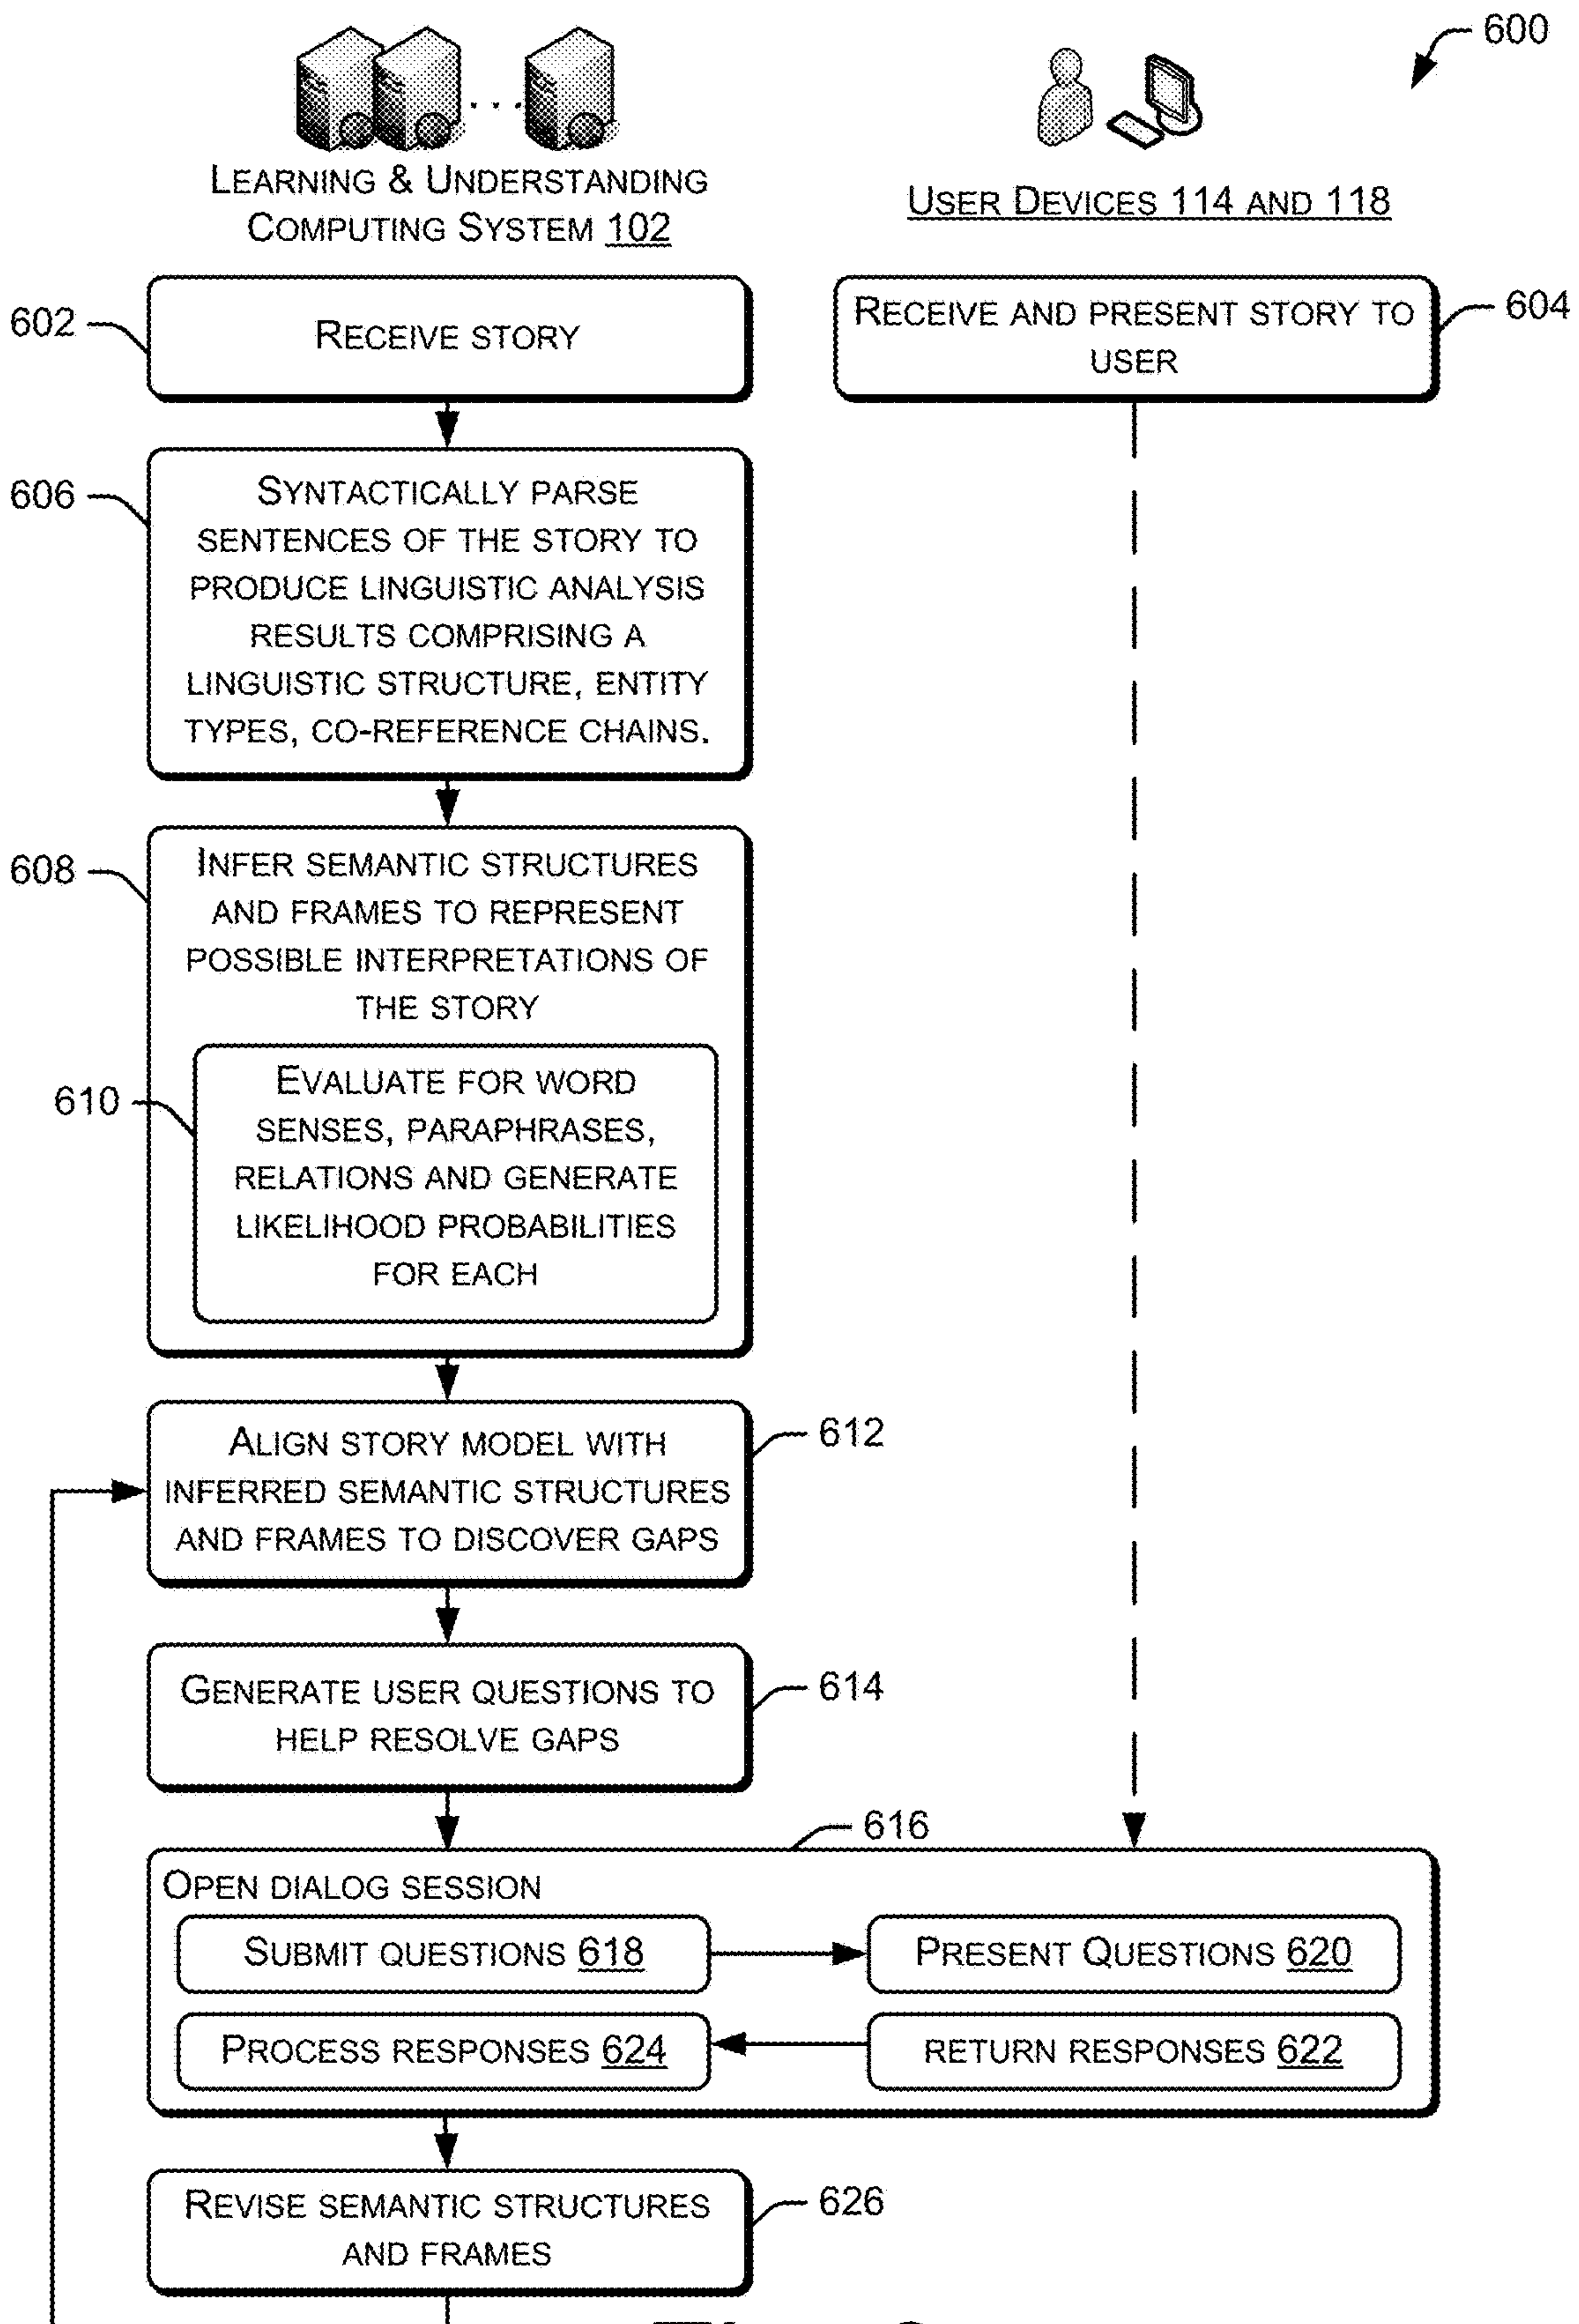 600
LEARNING & UNDERSTANDING
COMPUTING SYSTEM 102
USER DEVICES 114 AND 118
602
RECEIVE STORY
RECEIVE AND PRESENT STORY TO
USER
604
606
SYNTACTICALLY PARSE
SENTENCES OF THE STORY TO
PRODUCE LINGUISTIC ANALYSIS
RESULTS COMPRISING A
LINGUISTIC STRUCTURE, ENTITY
TYPES, CO-REFERENCE CHAINS.
608
INFER SEMANTIC STRUCTURES
AND FRAMES TO REPRESENT
POSSIBLE INTERPRETATIONS OF
THE STORY
610
EVALUATE FOR WORD
SENSES, PARAPHRASES,
RELATIONS AND GENERATE
LIKELIHOOD PROBABILITIES
FOR EACH
ALIGN STORY MODEL WITH
INFERRED SEMANTIC STRUCTURES
AND FRAMES TO DISCOVER GAPS
612
GENERATE USER QUESTIONS TO
HELP RESOLVE GAPS
614
616
OPEN DIALOG SESSION
SUBMIT QUESTIONS 618
PRESENT QUESTIONS 620
PROCESS RESPONSES 624
RETURN RESPONSES 622
REVISE SEMANTIC STRUCTURES
AND FRAMES
626